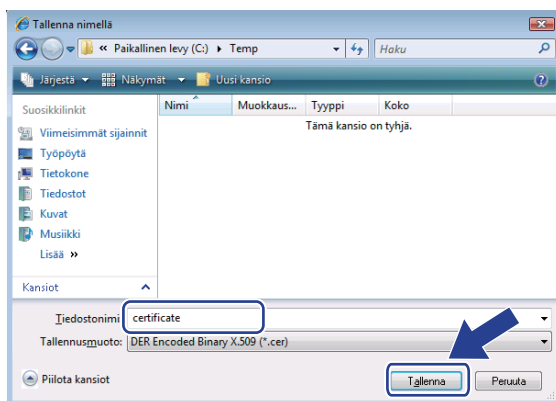 Tallenna nimellä
« Paikallinen levy (C:) ▸ Temp Haku
Järjestä Näkymät Uusi kansio
Suosikkilinkit Nimi Muokkaus... Tyyppi Koko
Tämä kansio on tyhjä.
Viimeisimmät sijainnit
Työpöytä
Tietokone
Tiedostot
Kuvat
Musiikki
Lisää »
Kansiot
Tiedostonimi: certificate
Tallennusmuoto: DER Encoded Binary X.509 (*.cer)
Piilota kansiot Tallenna Peruuta